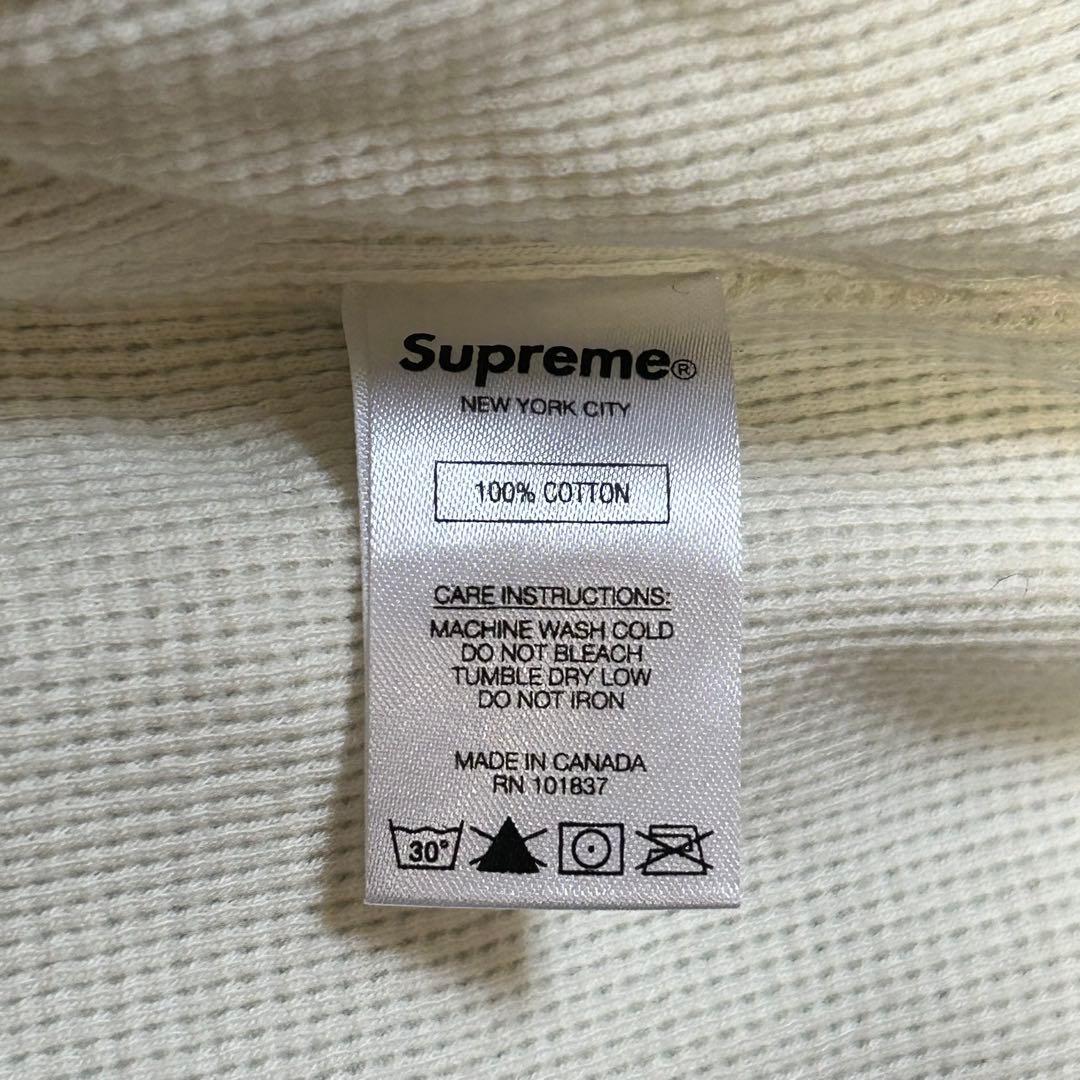 Supreme®
NEW YORK CITY
100% COTTON
CARE INSTRUCTIONS:
MACHINE WASH COLD
DO NOT BLEACH
TUMBLE DRY LOW
DO NOT IRON
MADE IN CANADA
RN 101837
30°